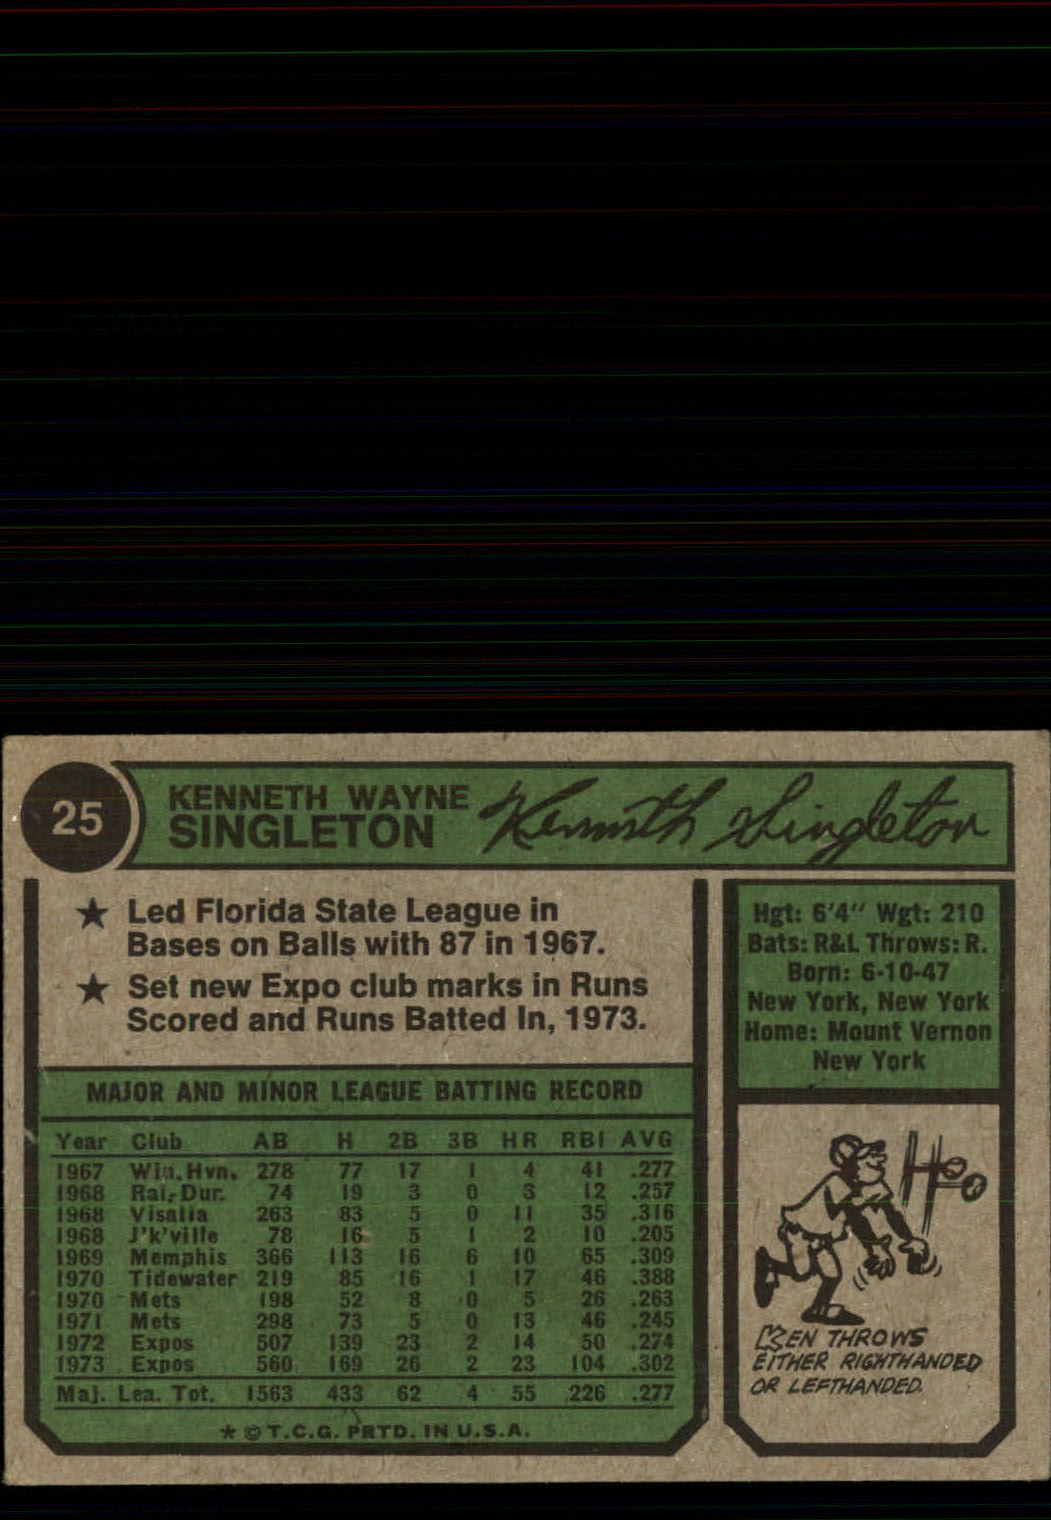 25
KENNETH WAYNE
SINGLETON
Kenneth Singleton
★ Led Florida State League in
Bases on Balls with 87 in 1967.
★ Set new Expo club marks in Runs
Scored and Runs Batted In, 1973.
MAJOR AND MINOR LEAGUE BATTING RECORD
Year Club AB H 2B 3B HR RBI AVG
1967 Win. Hvn. 278 77 17 1 4 41 .277
1968 Ral.-Dur. 74 19 3 0 3 12 .257
1968 Visalia 263 83 5 0 11 35 .316
1968 J'k'ville 78 16 5 1 2 10 .205
1969 Memphis 366 113 16 6 10 65 .309
1970 Tidewater 219 85 16 1 17 46 .388
1970 Mets 198 52 8 0 5 26 .263
1971 Mets 298 73 5 0 13 46 .245
1972 Expos 507 139 23 2 14 50 .274
1973 Expos 560 169 26 2 23 104 .302
Maj. Lea. Tot. 1563 433 62 4 55 226 .277
* © T.C.G. PRTD. IN U.S.A.
Hgt: 6'4" Wgt: 210
Bats: R&L Throws: R.
Born: 6-10-47
New York, New York
Home: Mount Vernon
New York
KEN THROWS
EITHER RIGHTHANDED
OR LEFTHANDED.